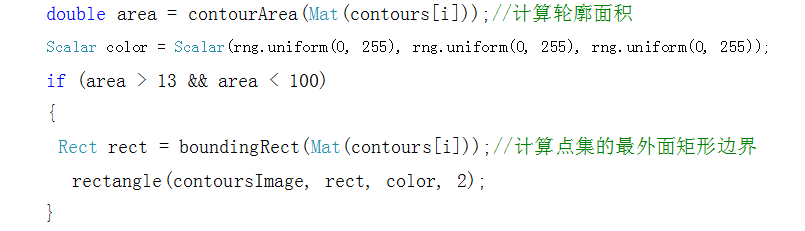 double area = contourArea(Mat(contours[i]));//计算轮廓面积
Scalar color = Scalar(rng.uniform(0, 255), rng.uniform(0, 255), rng.uniform(0, 255));
if (area > 13 && area < 100)
{
Rect rect = boundingRect(Mat(contours[i]));//计算点集的最外面矩形边界
rectangle(contoursImage, rect, color, 2);
}